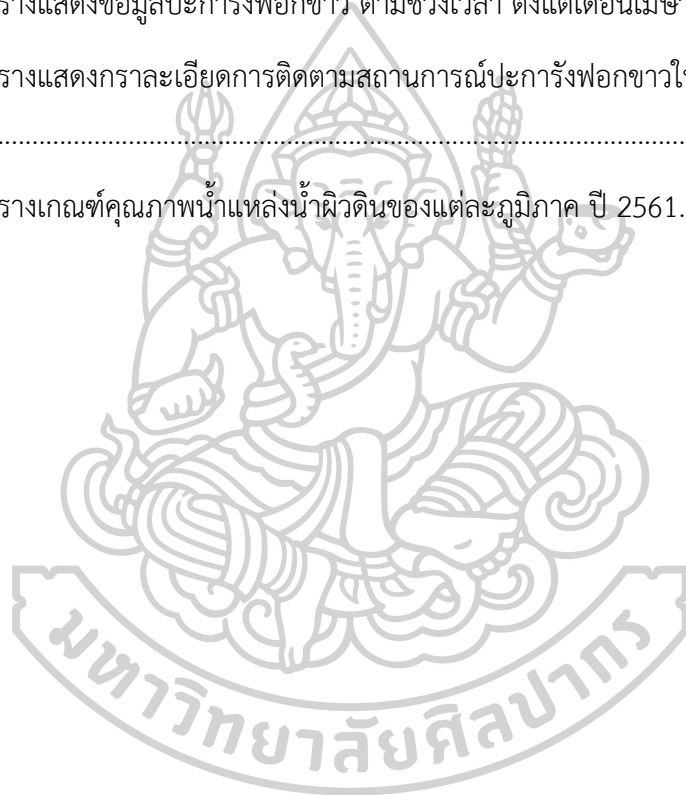 รางแสดงข้อมูลปะการังฟอกขาว ตามช่วงเวลา ตั้งแต่เดือนเมษ
รางแสดงกราละเอียดการติดตามสถานการณ์ปะการังฟอกขาวใ
....................................................................................................
รางเกณฑ์คุณภาพน้ำแหล่งน้ำผิวดินของแต่ละภูมิภาค ปี 2561.
มหาวิทยาลัยศิลปากร